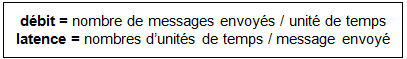 débit = nombre de messages envoyés / unité de temps
latence = nombres d'unités de temps / message envoyé